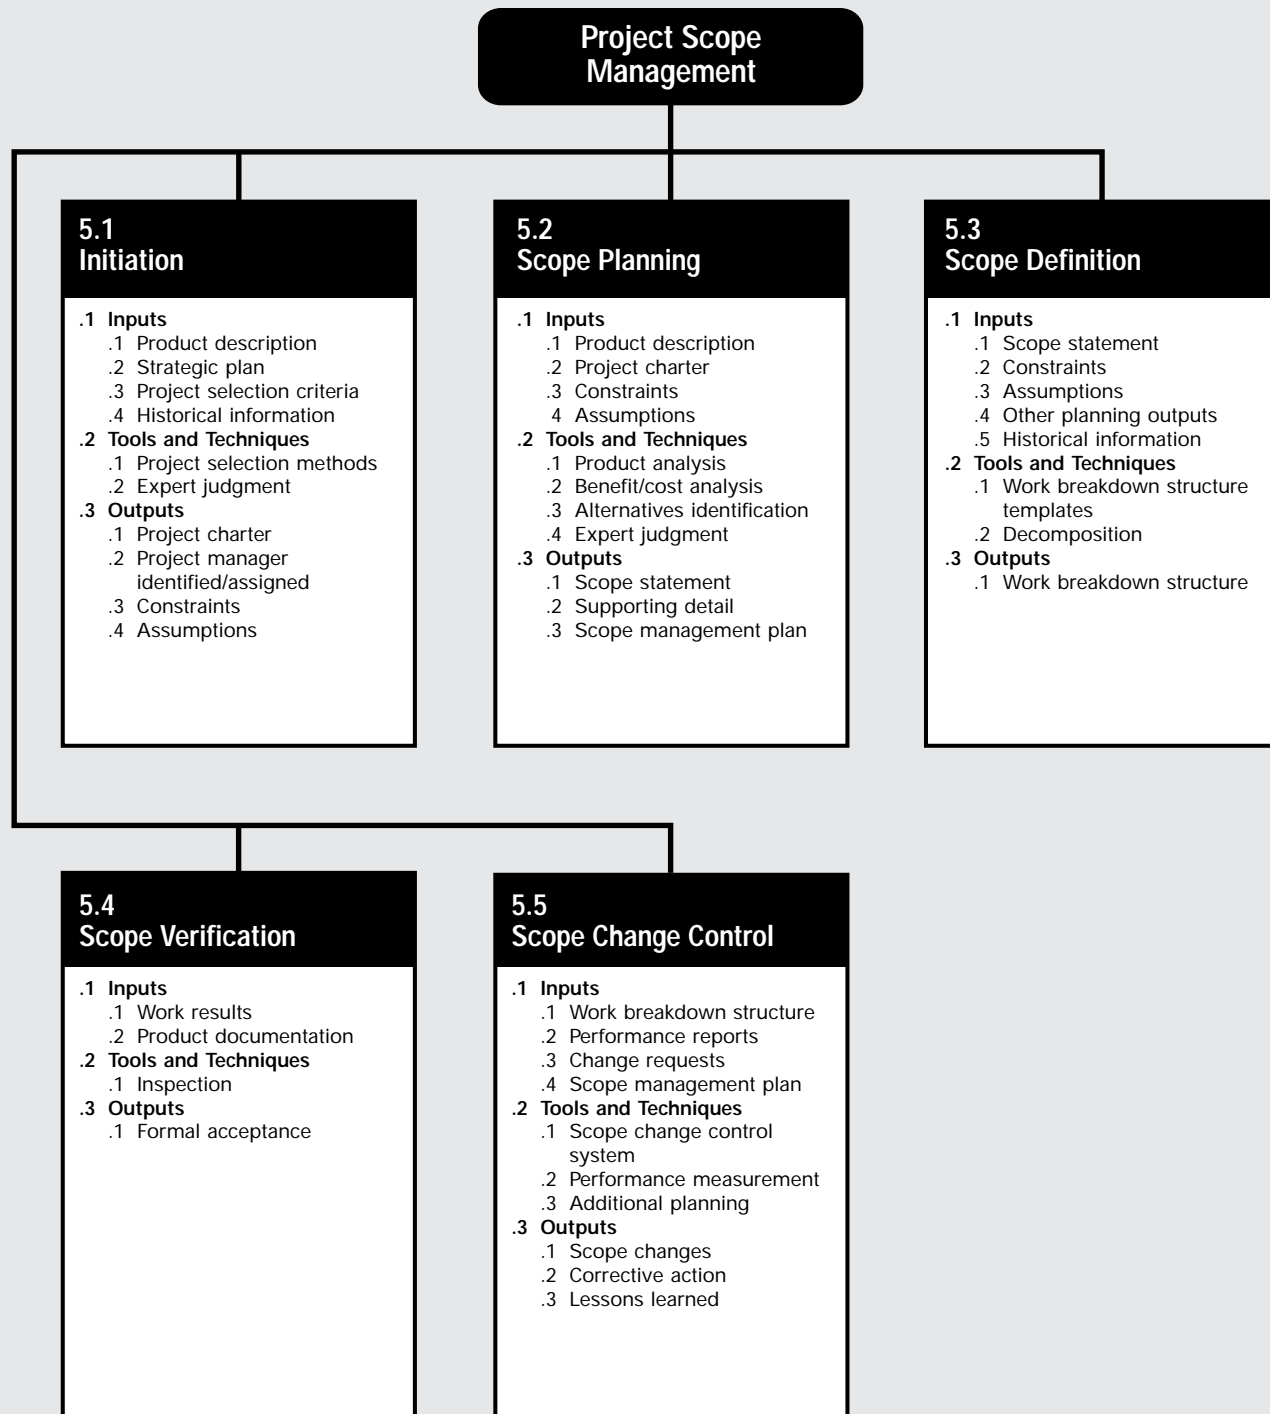 Project Scope
Management
5.1
Initiation
.1 Inputs
.1 Product description
.2 Strategic plan
.3 Project selection criteria
.4 Historical information
.2 Tools and Techniques
.1 Project selection methods
.2 Expert judgment
.3 Outputs
.1 Project charter
.2 Project manager
identified/assigned
.3 Constraints
.4 Assumptions
5.2
Scope Planning
.1 Inputs
.1 Product description
.2 Project charter
.3 Constraints
4 Assumptions
.2 Tools and Techniques
.1 Product analysis
.2 Benefit/cost analysis
.3 Alternatives identification
.4 Expert judgment
.3 Outputs
.1 Scope statement
.2 Supporting detail
.3 Scope management plan
5.3
Scope Definition
.1 Inputs
.1 Scope statement
.2 Constraints
.3 Assumptions
.4 Other planning outputs
.5 Historical information
.2 Tools and Techniques
.1 Work breakdown structure
templates
.2 Decomposition
.3 Outputs
.1 Work breakdown structure
5.4
Scope Verification
.1 Inputs
.1 Work results
.2 Product documentation
.2 Tools and Techniques
.1 Inspection
.3 Outputs
.1 Formal acceptance
5.5
Scope Change Control
.1 Inputs
.1 Work breakdown structure
.2 Performance reports
.3 Change requests
.4 Scope management plan
.2 Tools and Techniques
.1 Scope change control
system
.2 Performance measurement
.3 Additional planning
.3 Outputs
.1 Scope changes
.2 Corrective action
.3 Lessons learned